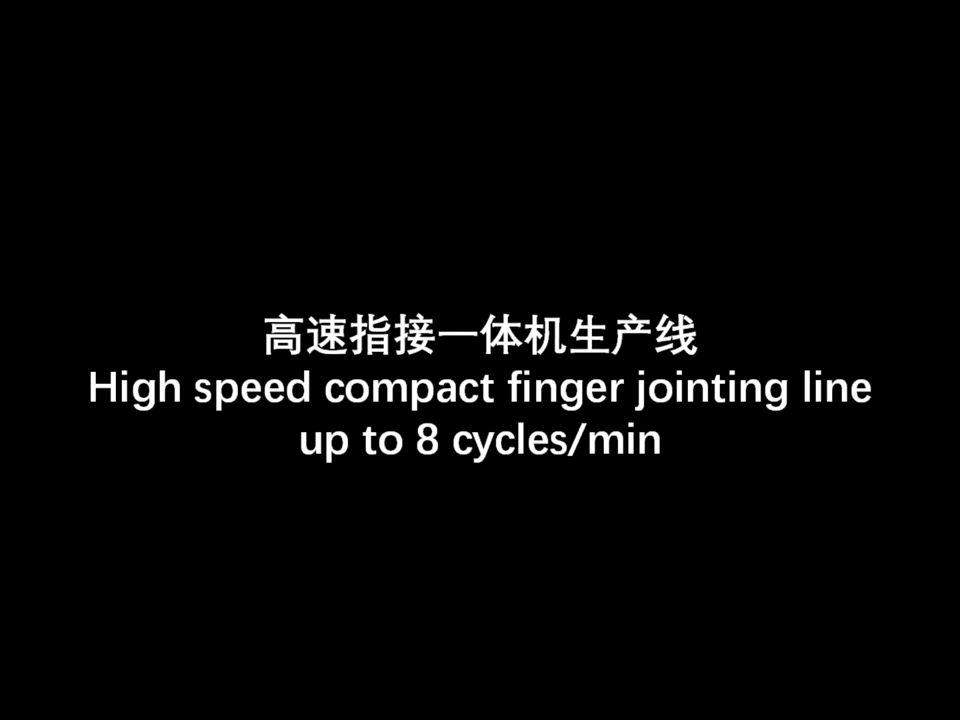 高速指接一体机生产线
High speed compact finger jointing line
up to 8 cycles/min